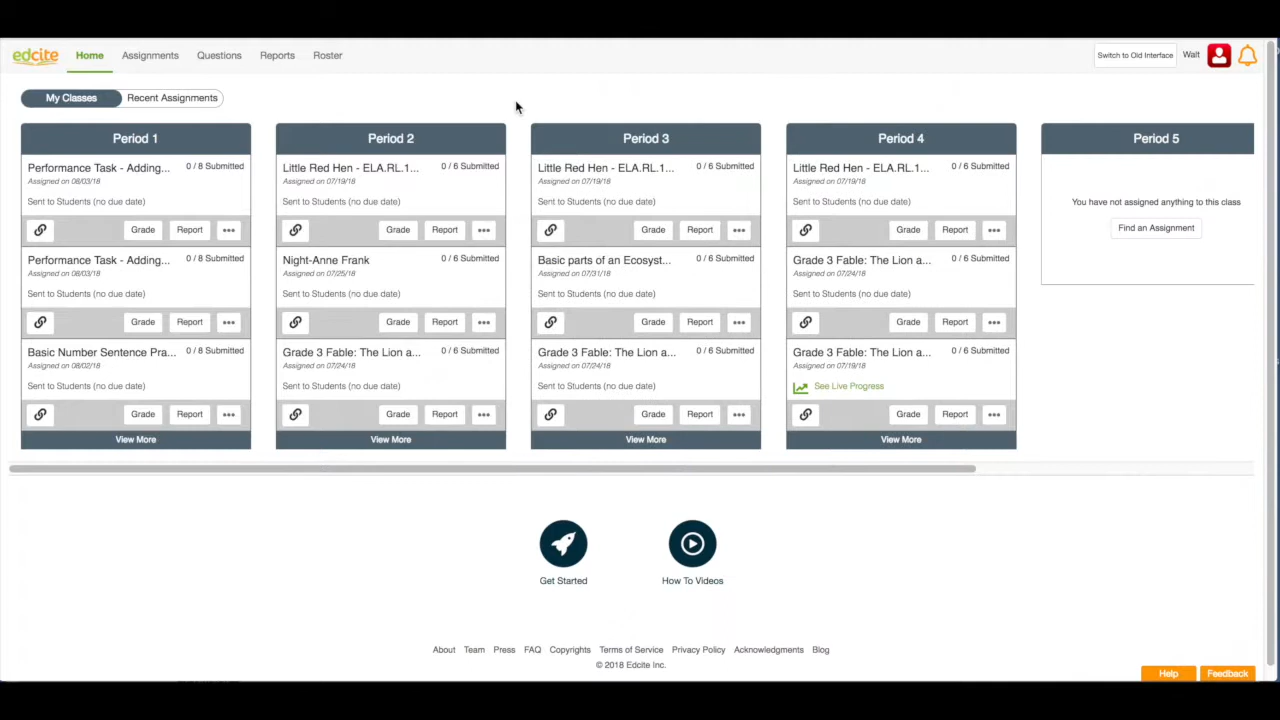 edcite
Home
Assignments
Questions
Reports
Roster
Switch to Old Interface
Walt
My Classes
Recent Assignments
Period 1
Performance Task - Adding...
0 / 8 Submitted
Assigned on 08/03/18
Sent to Students (no due date)
Grade
Report
Performance Task - Adding...
0 / 8 Submitted
Assigned on 08/03/18
Sent to Students (no due date)
Grade
Report
Basic Number Sentence Pra...
0 / 8 Submitted
Assigned on 08/02/18
Sent to Students (no due date)
Grade
Report
View More
Period 2
Little Red Hen - ELA.RL.1...
0 / 6 Submitted
Assigned on 07/19/18
Sent to Students (no due date)
Grade
Report
Night-Anne Frank
0 / 6 Submitted
Assigned on 07/25/18
Sent to Students (no due date)
Grade
Report
Grade 3 Fable: The Lion a...
0 / 6 Submitted
Assigned on 07/24/18
Sent to Students (no due date)
Grade
Report
View More
Period 3
Little Red Hen - ELA.RL.1...
0 / 6 Submitted
Assigned on 07/19/18
Sent to Students (no due date)
Grade
Report
Basic parts of an Ecosyst...
0 / 6 Submitted
Assigned on 07/31/18
Sent to Students (no due date)
Grade
Report
Grade 3 Fable: The Lion a...
0 / 6 Submitted
Assigned on 07/24/18
Sent to Students (no due date)
Grade
Report
View More
Period 4
Little Red Hen - ELA.RL.1...
0 / 6 Submitted
Assigned on 07/19/18
Sent to Students (no due date)
Grade
Report
Grade 3 Fable: The Lion a...
0 / 6 Submitted
Assigned on 07/24/18
Sent to Students (no due date)
Grade
Report
Grade 3 Fable: The Lion a...
0 / 6 Submitted
Assigned on 07/19/18
See Live Progress
Grade
Report
View More
Period 5
You have not assigned anything to this class
Find an Assignment
Get Started
How To Videos
About
Team
Press
FAQ
Copyrights
Terms of Service
Privacy Policy
Acknowledgments
Blog
© 2018 Edcite Inc.
Help
Feedback